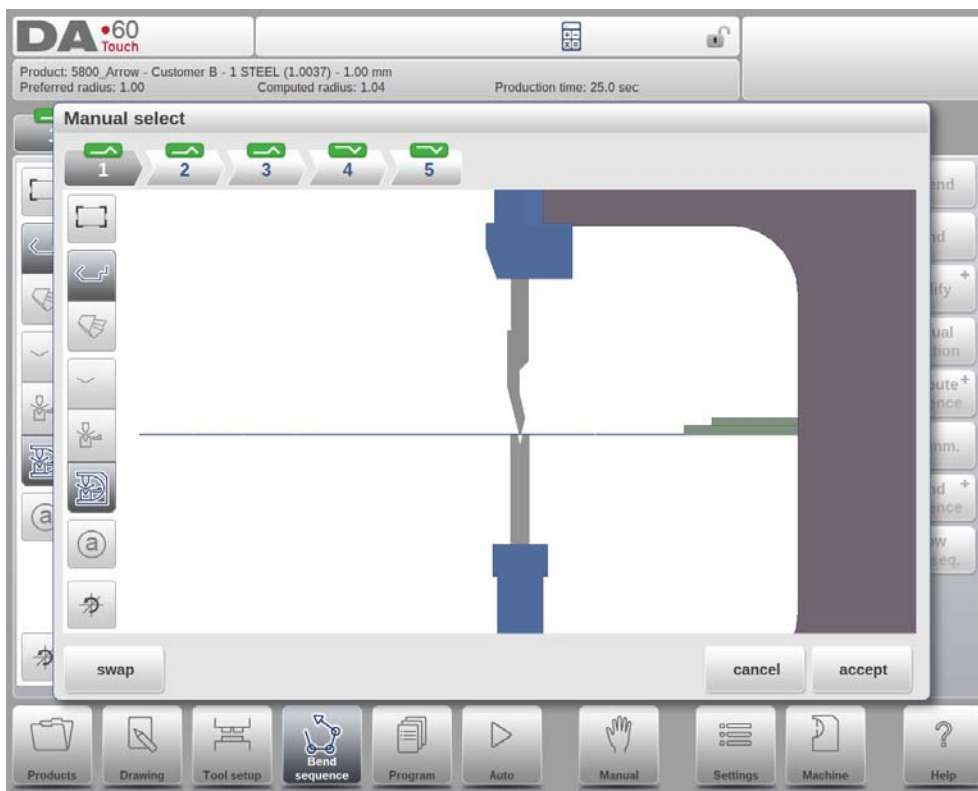 DA•60
Touch
Product: 5800_Arrow - Customer B - 1 STEEL (1.0037) - 1.00 mm
Preferred radius: 1.00 Computed radius: 1.04 Production time: 25.0 sec
Manual select
1 2 3 4 5
a
swap cancel accept
Products Drawing Tool setup Bend sequence Program Auto Manual Settings Machine Help